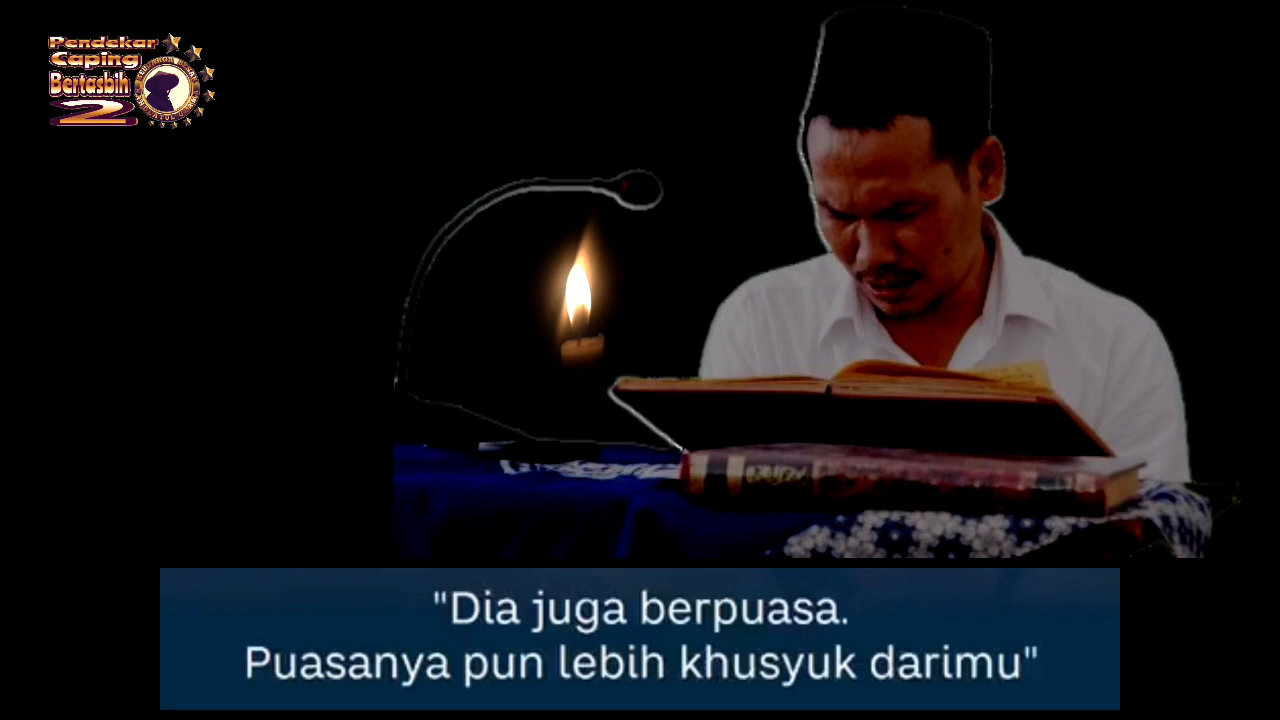 Pendekar
Caping
Bertasbih
2
"Dia juga berpuasa.
Puasanya pun lebih khusyuk darimu"